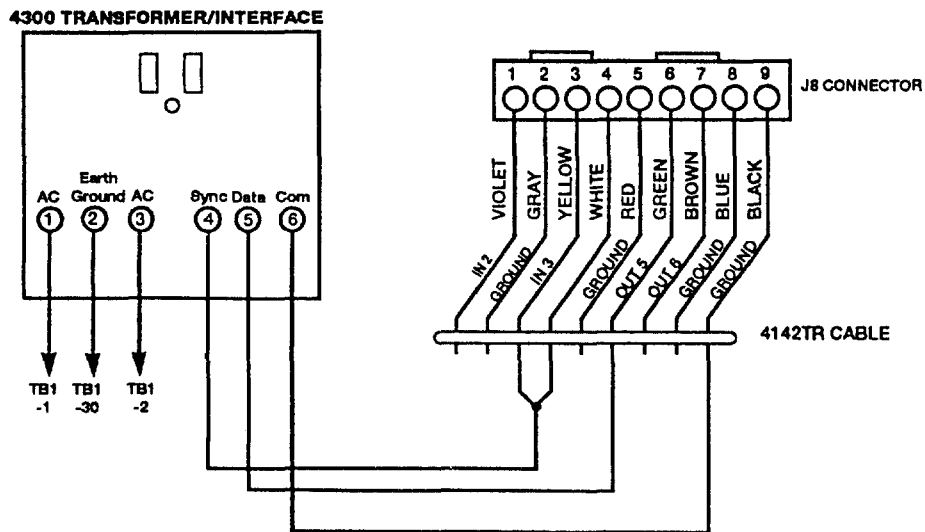 4300 TRANSFORMER/INTERFACE
AC
Earth
Ground
AC
Sync
Data
Com
1
2
3
4
5
6
TB1
-1
TB1
-30
TB1
-2
1 2 3 4 5 6 7 8 9
J8 CONNECTOR
VIOLET
GRAY
YELLOW
WHITE
RED
GREEN
BROWN
BLUE
BLACK
IN 2
GROUND
IN 3
GROUND
OUT 5
OUT 6
GROUND
GROUND
4142TR CABLE